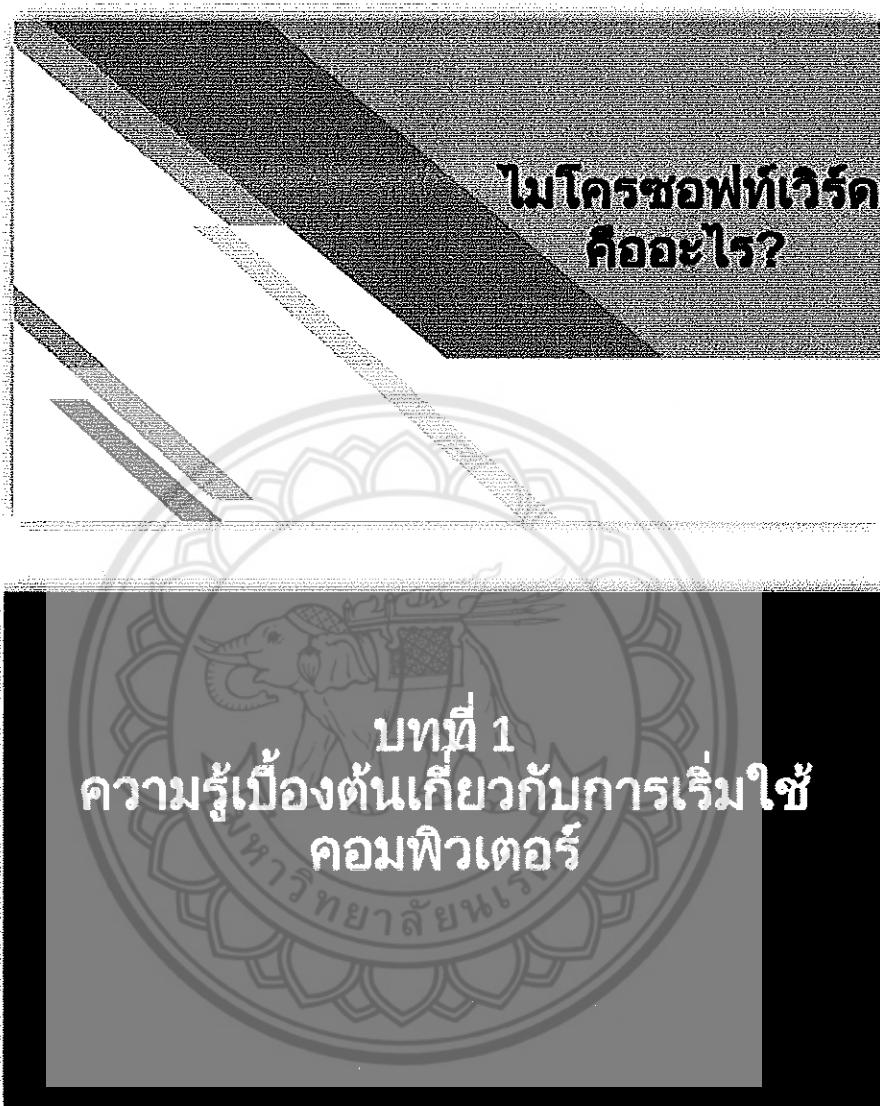 ไมโครซอฟท์เวิร์ด
คืออะไร?
บทที่ 1
ความรู้เบื้องต้นเกี่ยวกับการเริ่มใช้
คอมพิวเตอร์